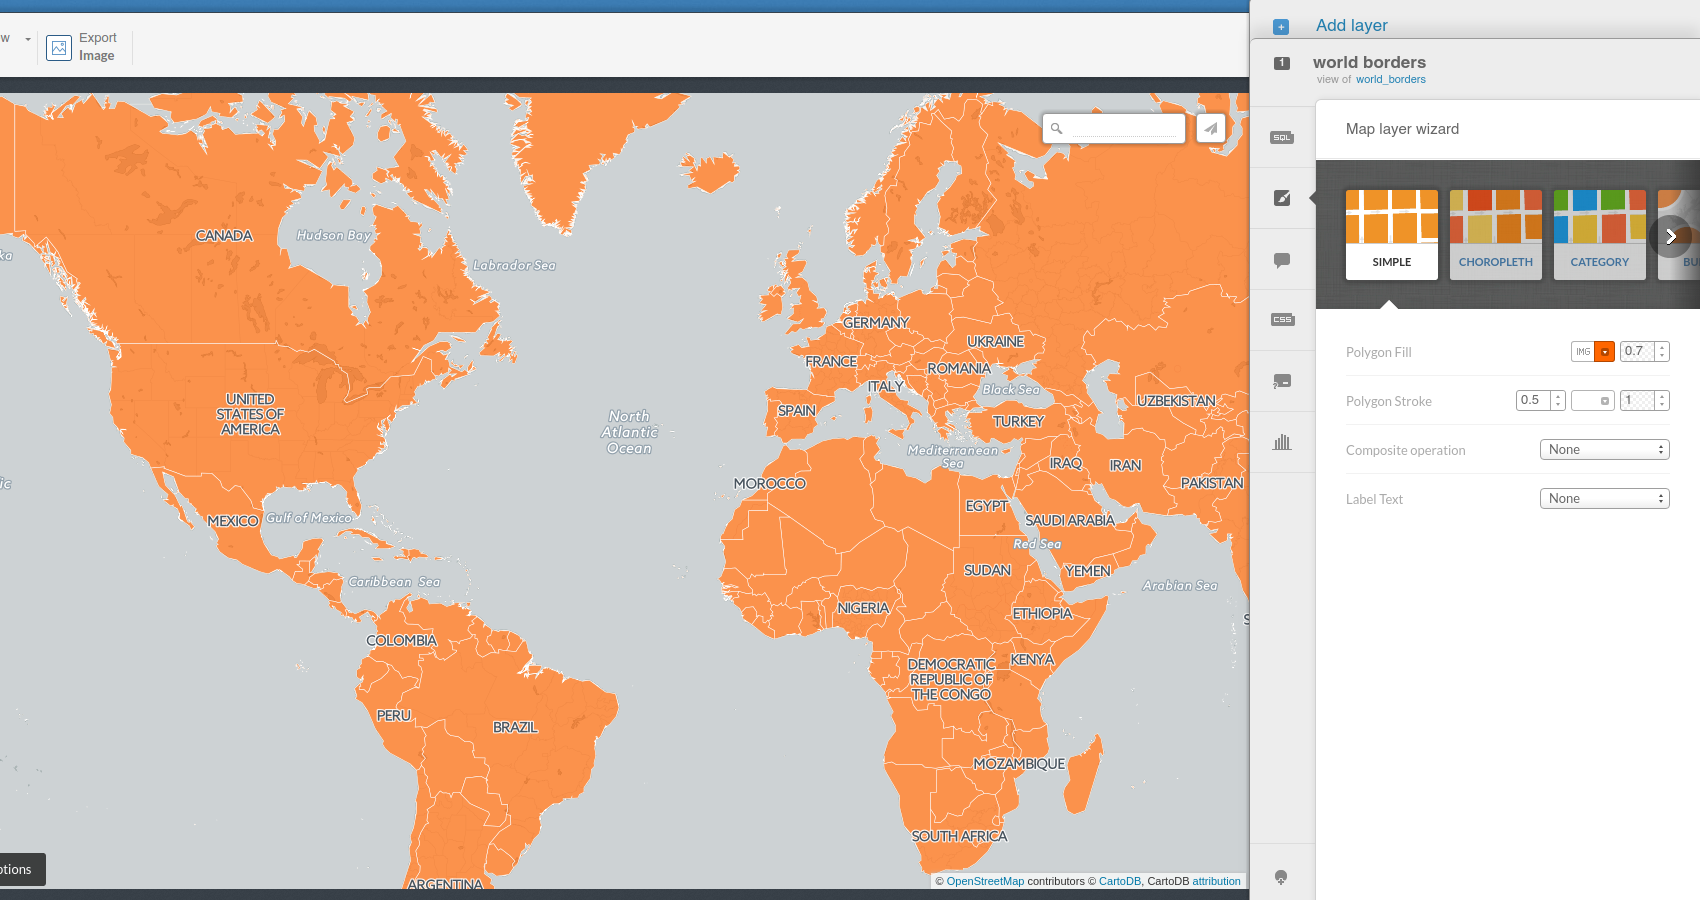 w
Export
Image
Add layer
1
world borders
view of world_borders
SQL
CSS
Map layer wizard
SIMPLE
CHOROPLETH
CATEGORY
BU
Polygon Fill
IMG
0.7
Polygon Stroke
0.5
1
Composite operation
None
Label Text
None
CANADA
Hudson Bay
Labrador Sea
ka
GERMANY
UKRAINE
FRANCE
ROMANIA
ITALY
Black Sea
UNITED
STATES OF
AMERICA
North
Atlantic
Ocean
SPAIN
UZBEKISTAN
TURKEY
Mediterranean
Sea
IRAQ
IRAN
ic
MOROCCO
PAKISTAN
EGYPT
MEXICO
Gulf of Mexico
SAUDI ARABIA
Red Sea
Caribbean Sea
SUDAN
YEMEN
Arabian Sea
NIGERIA
ETHIOPIA
S
COLOMBIA
DEMOCRATIC
REPUBLIC OF
THE CONGO
KENYA
PERU
BRAZIL
MOZAMBIQUE
SOUTH AFRICA
ptions
ARGENTINA
© OpenStreetMap contributors © CartoDB, CartoDB attribution